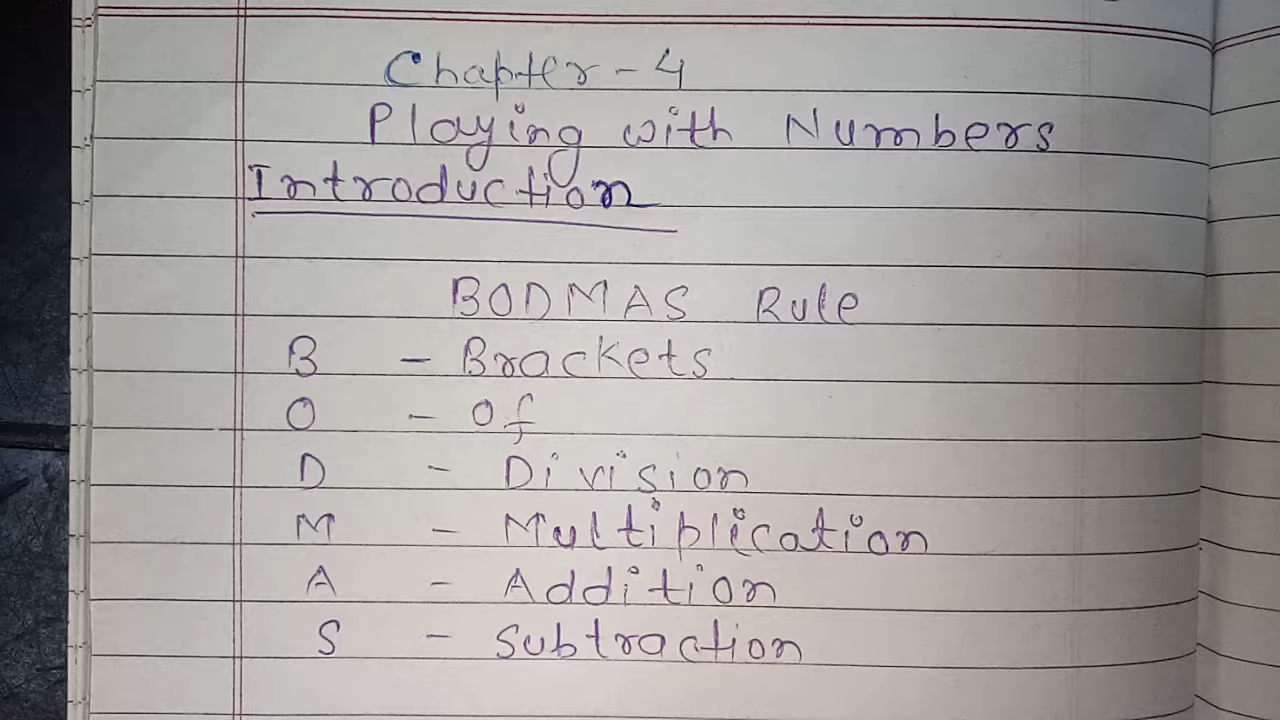 Chapter - 4
Playing with Numbers
Introduction
BODMAS Rule
B - Brackets
O - Of
D - Division
M - Multiplication
A - Addition
S - Subtraction